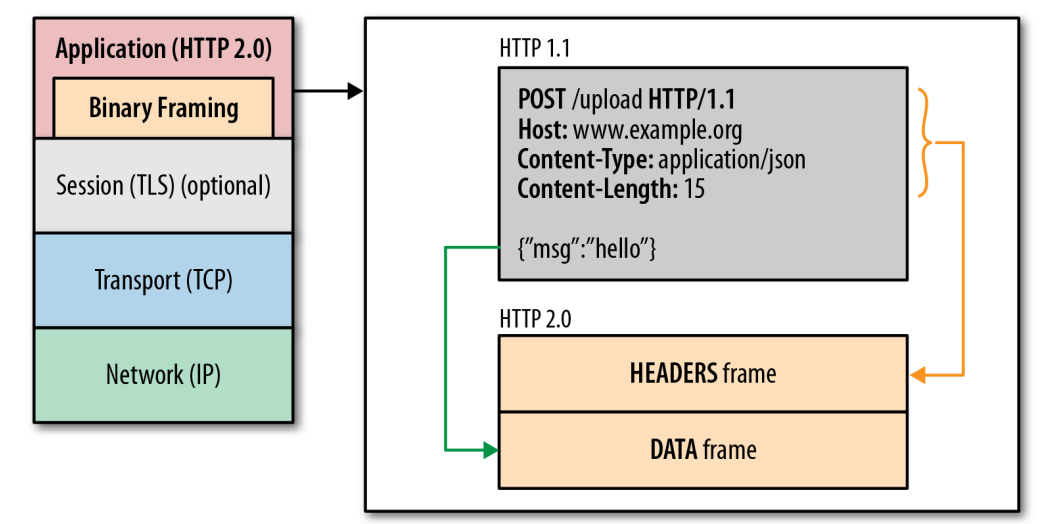 Application (HTTP 2.0)
Binary Framing
Session (TLS) (optional)
Transport (TCP)
Network (IP)
HTTP 1.1
POST /upload HTTP/1.1
Host: www.example.org
Content-Type: application/json
Content-Length: 15
{”msg”:”hello”}
HTTP 2.0
HEADERS frame
DATA frame